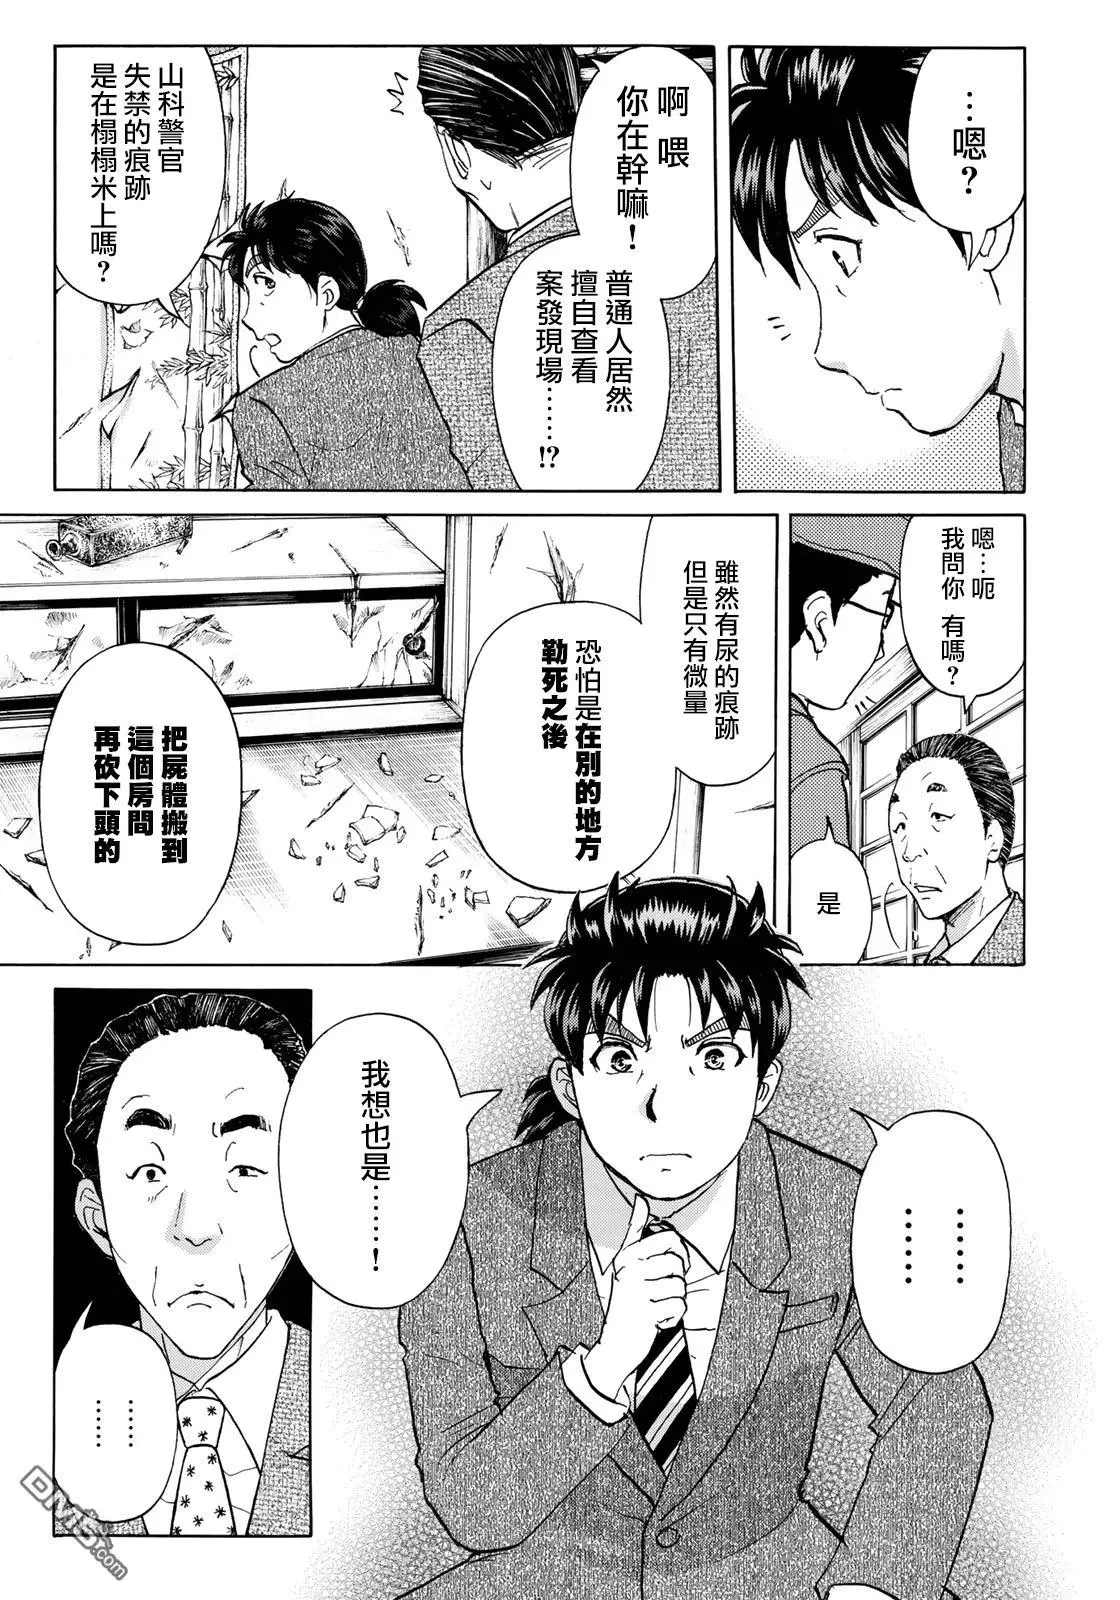 …嗯?
啊 喂
你在幹嘛!
普通人居然
擅自查看
案發現場……!?
山科警官
失禁的痕跡
是在榻榻米上嗎?
嗯…呃
我問你 有嗎?
是
雖然有尿的痕跡
但是只有微量
恐怕是在別的地方
勒死之後
把屍體搬到
這個房間
再砍下頭的
……
……
我想也是……!
……
……
DM5.com